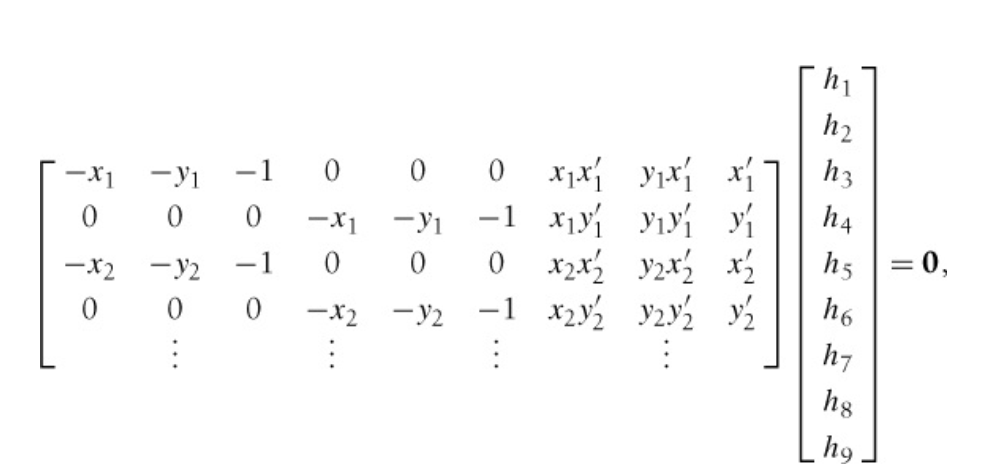 [ −x₁ −y₁ −1 0 0 0 x₁x′₁ y₁x′₁ x′₁ ] [ h₁
0 0 0 −x₁ −y₁ −1 x₁y′₁ y₁y′₁ y′₁ h₂
−x₂ −y₂ −1 0 0 0 x₂x′₂ y₂x′₂ x′₂ h₃
0 0 0 −x₂ −y₂ −1 x₂y′₂ y₂y′₂ y′₂ h₄
⋮ ⋮ ⋮ ⋮ h₅ = 0,
h₆
h₇
h₈
h₉ ]